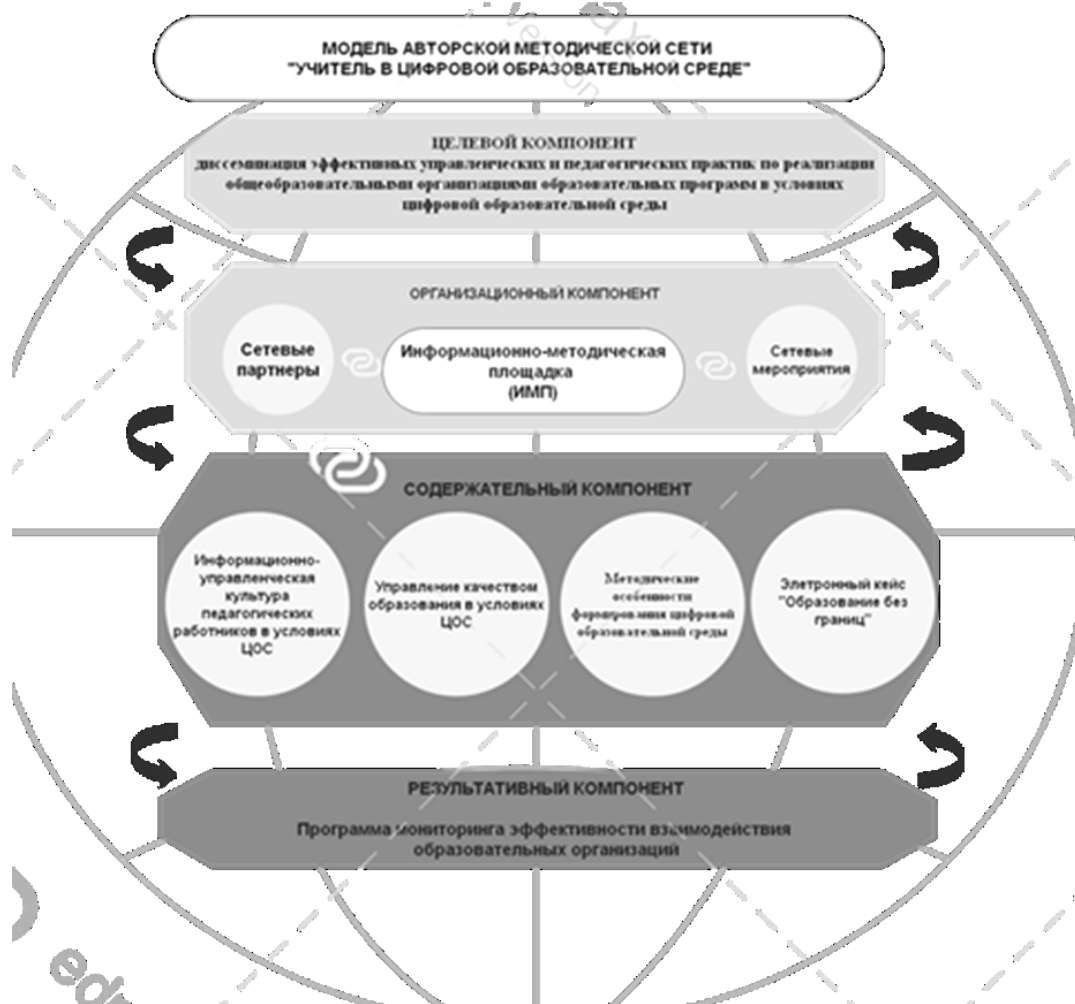 МОДЕЛЬ АВТОРСКОЙ МЕТОДИЧЕСКОЙ СЕТИ
"УЧИТЕЛЬ В ЦИФРОВОЙ ОБРАЗОВАТЕЛЬНОЙ СРЕДЕ"
ЦЕЛЕВОЙ КОМПОНЕНТ
диссеминация эффективных управленческих и педагогических практик по реализации
общеобразовательными организациями образовательных программ в условиях
цифровой образовательной среды
ОРГАНИЗАЦИОННЫЙ КОМПОНЕНТ
Сетевые
партнеры
Информационно-методическая
площадка
(ИМП)
Сетевые
мероприятия
СОДЕРЖАТЕЛЬНЫЙ КОМПОНЕНТ
Информационно-
управленческая
культура
педагогических
работников в условиях
ЦОС
Управление качеством
образования в условиях
ЦОС
Методические
особенности
формирования цифровой
образовательной среды
Элетронный кейс
"Образование без
границ"
РЕЗУЛЬТАТИВНЫЙ КОМПОНЕНТ
Программа мониторинга эффективности взаимодействия
образовательных организаций